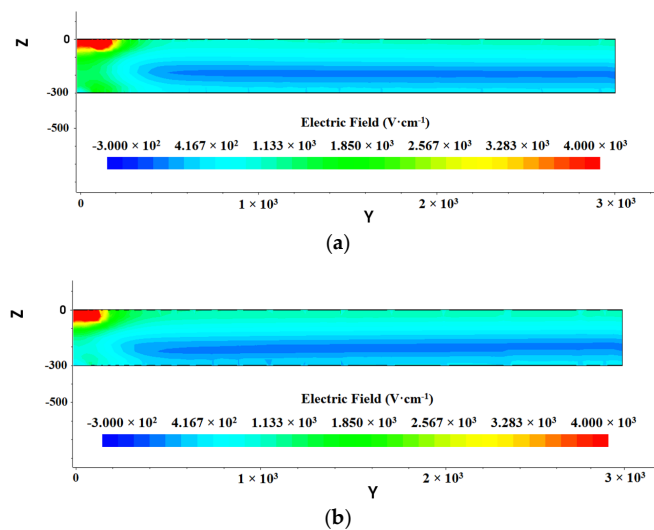 Z
0
-300
-500
Electric Field (V·cm⁻¹)
-3.000 × 10² 4.167 × 10² 1.133 × 10³ 1.850 × 10³ 2.567 × 10³ 3.283 × 10³ 4.000 × 10³
0 1 × 10³ 2 × 10³ 3 × 10³
Y
(a)
Z
0
-300
-500
Electric Field (V·cm⁻¹)
-3.000 × 10² 4.167 × 10² 1.133 × 10³ 1.850 × 10³ 2.567 × 10³ 3.283 × 10³ 4.000 × 10³
0 1 × 10³ 2 × 10³ 3 × 10³
Y
(b)